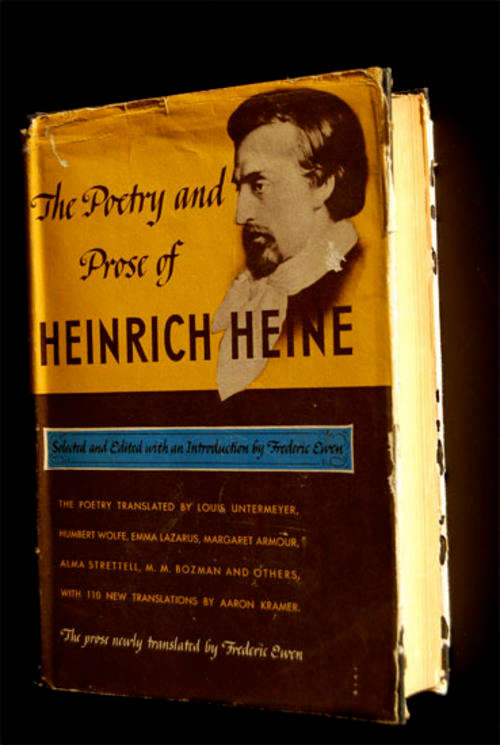 The Poetry and
Prose of
HEINRICH HEINE
Selected and Edited with an Introduction by Frederic Ewen
THE POETRY TRANSLATED BY LOUIS UNTERMEYER,
HUMBERT WOLFE, EMMA LAZARUS, MARGARET ARMOUR,
ALMA STRETTELL, M. M. BOZMAN AND OTHERS,
WITH 110 NEW TRANSLATIONS BY AARON KRAMER.
The prose newly translated by Frederic Ewen